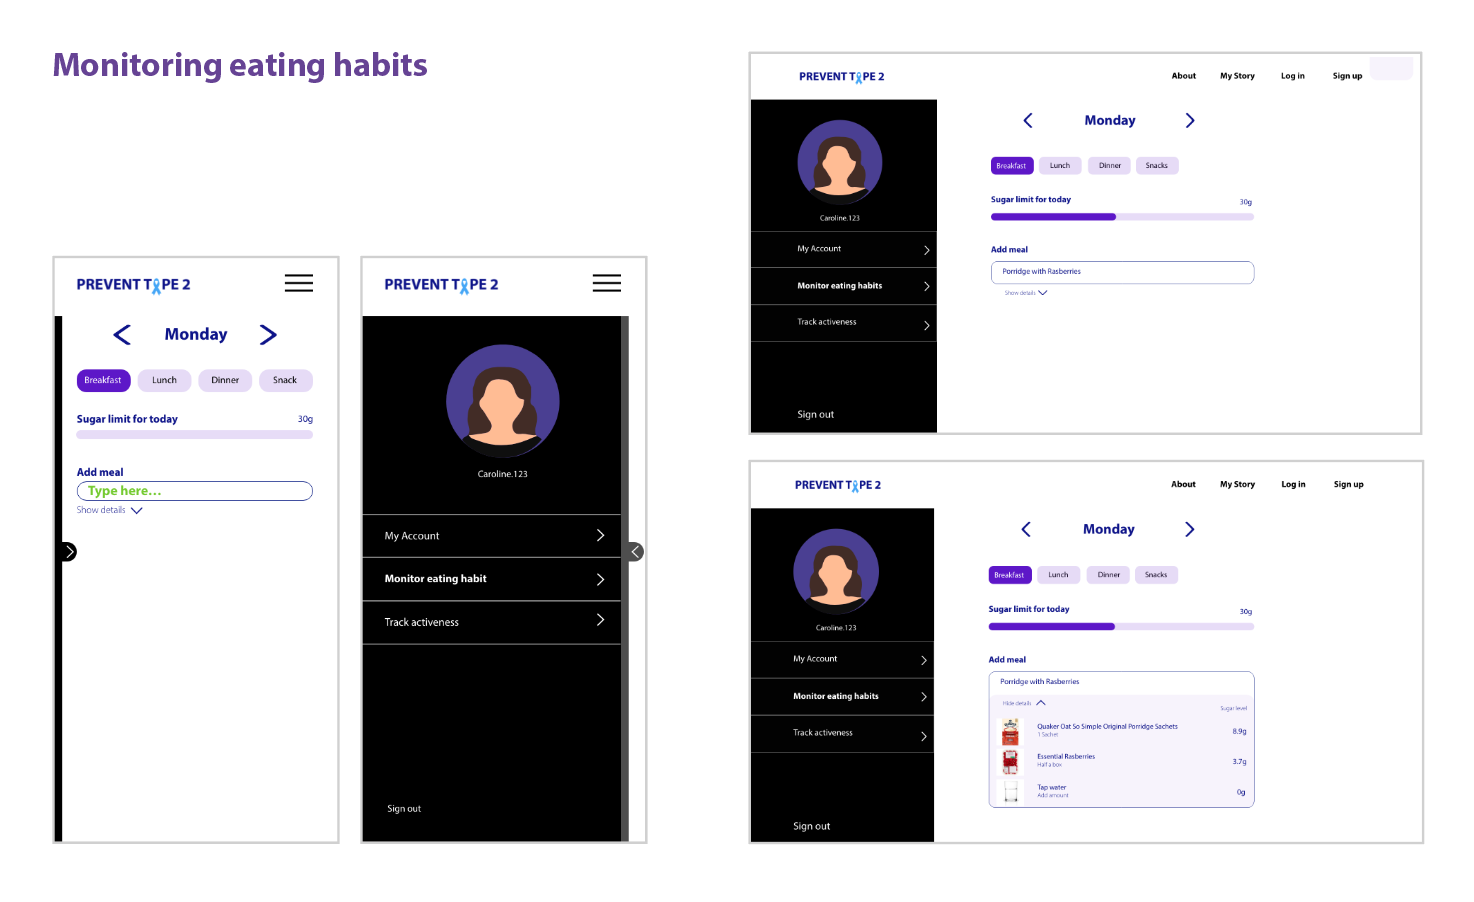 Monitoring eating habits
PREVENT TYPE 2
Monday
Breakfast Lunch Dinner Snack
Sugar limit for today 30g
Add meal
Type here...
Show details
PREVENT TYPE 2
Caroline.123
My Account
Monitor eating habit
Track activeness
Sign out
PREVENT TYPE 2
About My Story Log in Sign up
Caroline.123
My Account
Monitor eating habits
Track activeness
Sign out
Monday
Breakfast Lunch Dinner Snacks
Sugar limit for today 30g
Add meal
Porridge with Rasberries
Show details
PREVENT TYPE 2
About My Story Log in Sign up
Caroline.123
My Account
Monitor eating habits
Track activeness
Sign out
Monday
Breakfast Lunch Dinner Snacks
Sugar limit for today 30g
Add meal
Porridge with Rasberries
Hide details
Sugar level
Quaker Oat So Simple Original Porridge Sachets 8.9g
1 Sachet
Essential Rasberries 3.7g
Half a box
Tap water 0g
Add amount